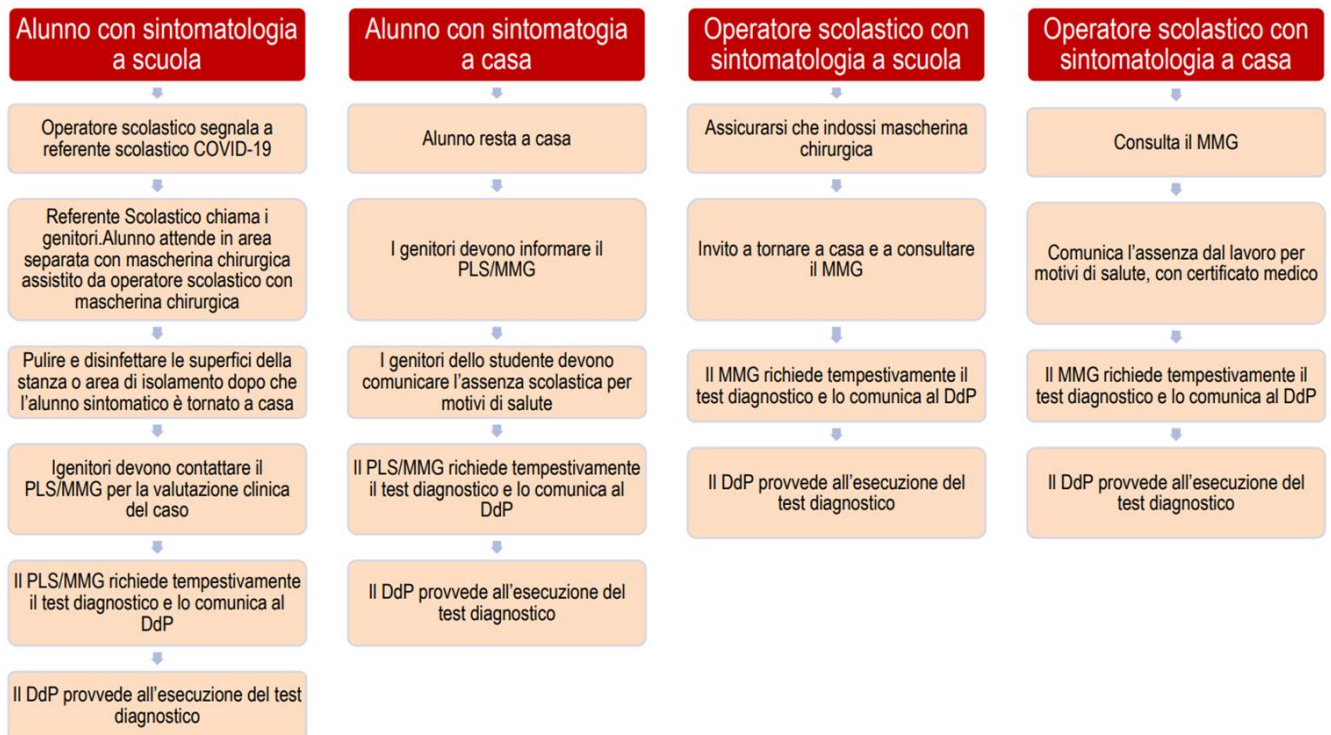 Alunno con sintomatologia
a scuola
Operatore scolastico segnala a
referente scolastico COVID-19
Referente Scolastico chiama i
genitori.Alunno attende in area
separata con mascherina chirurgica
assistito da operatore scolastico con
mascherina chirurgica
Pulire e disinfettare le superfici della
stanza o area di isolamento dopo che
l'alunno sintomatico è tornato a casa
Igenitori devono contattare il
PLS/MMG per la valutazione clinica
del caso
Il PLS/MMG richiede tempestivamente
il test diagnostico e lo comunica al
DdP
Il DdP provvede all'esecuzione del test
diagnostico
Alunno con sintomatogia
a casa
Alunno resta a casa
I genitori devono informare il
PLS/MMG
I genitori dello studente devono
comunicare l'assenza scolastica per
motivi di salute
Il PLS/MMG richiede tempestivamente
il test diagnostico e lo comunica al
DdP
Il DdP provvede all'esecuzione del
test diagnostico
Operatore scolastico con
sintomatologia a scuola
Assicurarsi che indossi mascherina
chirurgica
Invito a tornare a casa e a consultare
il MMG
Il MMG richiede tempestivamente il
test diagnostico e lo comunica al DdP
Il DdP provvede all'esecuzione del
test diagnostico
Operatore scolastico con
sintomatologia a casa
Consulta il MMG
Comunica l'assenza dal lavoro per
motivi di salute, con certificato medico
Il MMG richiede tempestivamente il
test diagnostico e lo comunica al DdP
Il DdP provvede all'esecuzione del
test diagnostico